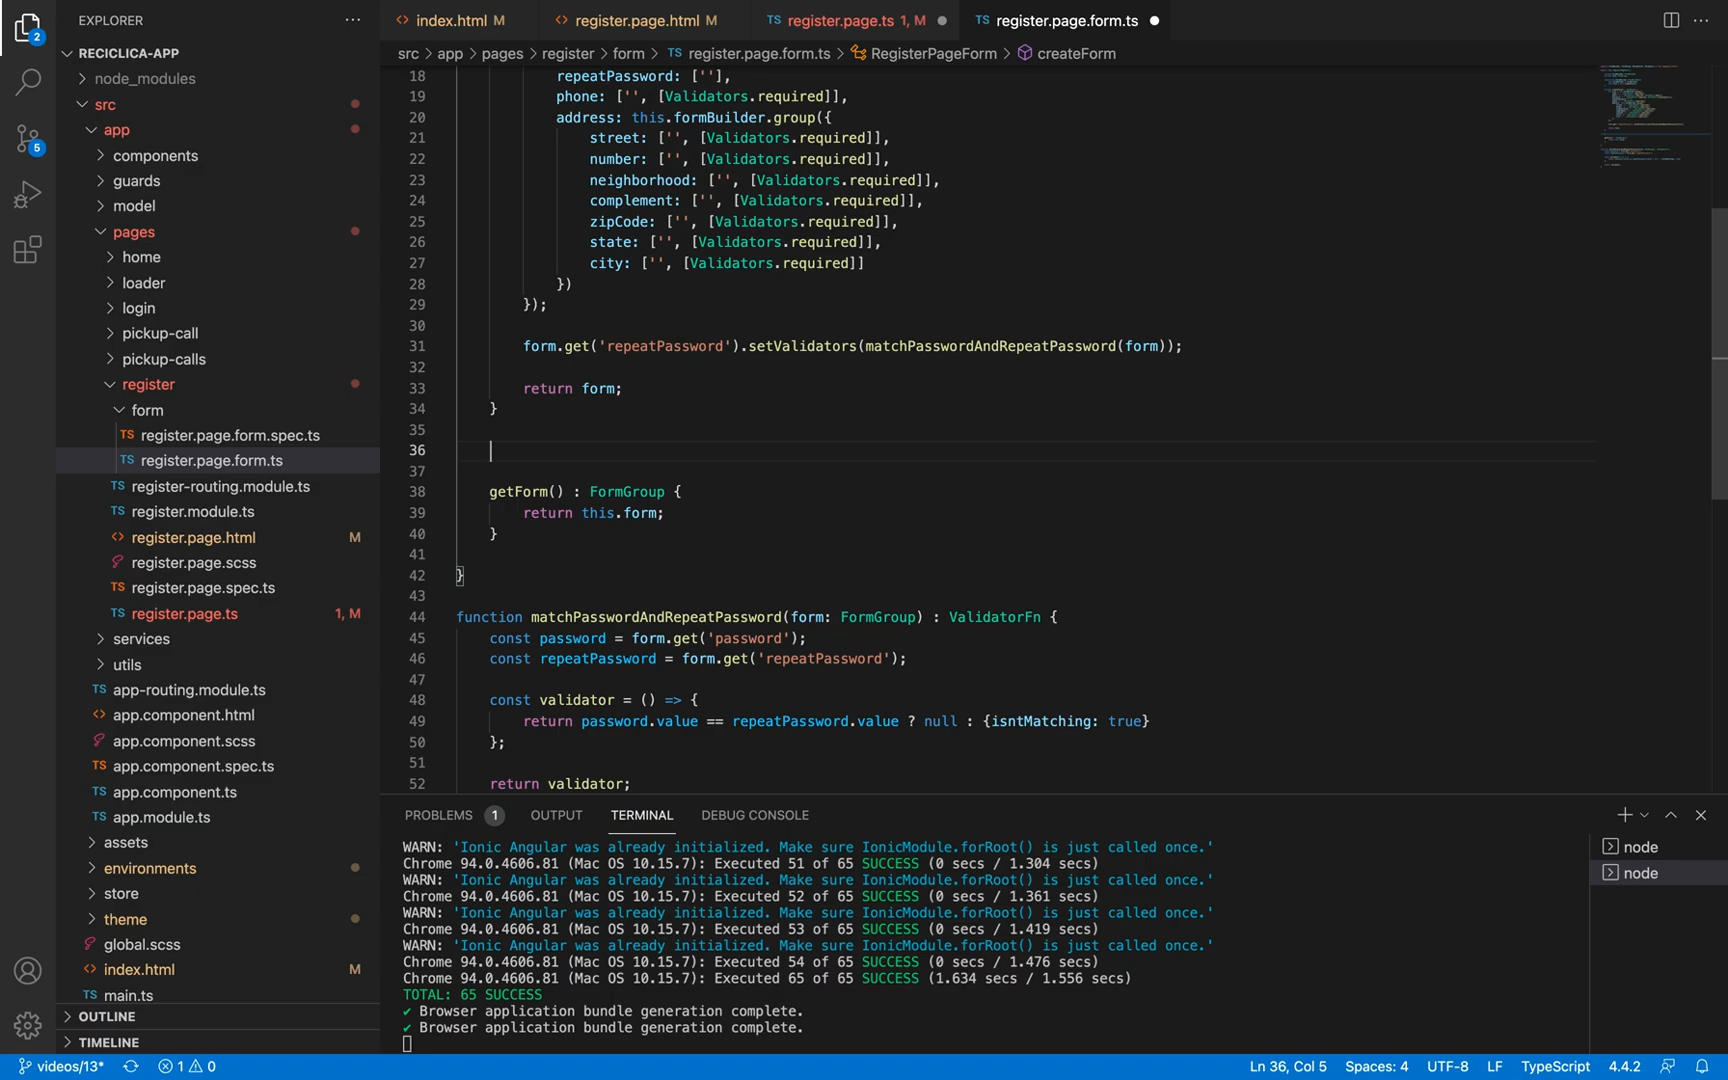 EXPLORER
RECICLICA-APP
node_modules
src
app
components
guards
model
pages
home
loader
login
pickup-call
pickup-calls
register
form
TS register.page.form.spec.ts
TS register.page.form.ts
TS register-routing.module.ts
TS register.module.ts
<> register.page.html M
register.page.scss
TS register.page.spec.ts
TS register.page.ts 1, M
services
utils
TS app-routing.module.ts
<> app.component.html
app.component.scss
TS app.component.spec.ts
TS app.component.ts
TS app.module.ts
assets
environments
store
theme
global.scss
<> index.html M
TS main.ts
OUTLINE
TIMELINE
2
5
<> index.html M
<> register.page.html M
TS register.page.ts 1, M
TS register.page.form.ts
src > app > pages > register > form > TS register.page.form.ts > RegisterPageForm > createForm
18 repeatPassword: [''],
19 phone: ['', [Validators.required]],
20 address: this.formBuilder.group({
21 street: ['', [Validators.required]],
22 number: ['', [Validators.required]],
23 neighborhood: ['', [Validators.required]],
24 complement: ['', [Validators.required]],
25 zipCode: ['', [Validators.required]],
26 state: ['', [Validators.required]],
27 city: ['', [Validators.required]]
28 })
29 });
30
31 form.get('repeatPassword').setValidators(matchPasswordAndRepeatPassword(form));
32
33 return form;
34 }
35
36
37
38 getForm() : FormGroup {
39 return this.form;
40 }
41
42 }
43
44 function matchPasswordAndRepeatPassword(form: FormGroup) : ValidatorFn {
45 const password = form.get('password');
46 const repeatPassword = form.get('repeatPassword');
47
48 const validator = () => {
49 return password.value == repeatPassword.value ? null : {isntMatching: true}
50 };
51
52 return validator;
PROBLEMS 1 OUTPUT TERMINAL DEBUG CONSOLE
WARN: 'Ionic Angular was already initialized. Make sure IonicModule.forRoot() is just called once.'
Chrome 94.0.4606.81 (Mac OS 10.15.7): Executed 51 of 65 SUCCESS (0 secs / 1.304 secs)
WARN: 'Ionic Angular was already initialized. Make sure IonicModule.forRoot() is just called once.'
Chrome 94.0.4606.81 (Mac OS 10.15.7): Executed 52 of 65 SUCCESS (0 secs / 1.361 secs)
WARN: 'Ionic Angular was already initialized. Make sure IonicModule.forRoot() is just called once.'
Chrome 94.0.4606.81 (Mac OS 10.15.7): Executed 53 of 65 SUCCESS (0 secs / 1.419 secs)
WARN: 'Ionic Angular was already initialized. Make sure IonicModule.forRoot() is just called once.'
Chrome 94.0.4606.81 (Mac OS 10.15.7): Executed 54 of 65 SUCCESS (0 secs / 1.476 secs)
Chrome 94.0.4606.81 (Mac OS 10.15.7): Executed 65 of 65 SUCCESS (1.634 secs / 1.556 secs)
TOTAL: 65 SUCCESS
✔ Browser application bundle generation complete.
✔ Browser application bundle generation complete.
node
node
videos/13* 1 0 Ln 36, Col 5 Spaces: 4 UTF-8 LF TypeScript 4.4.2